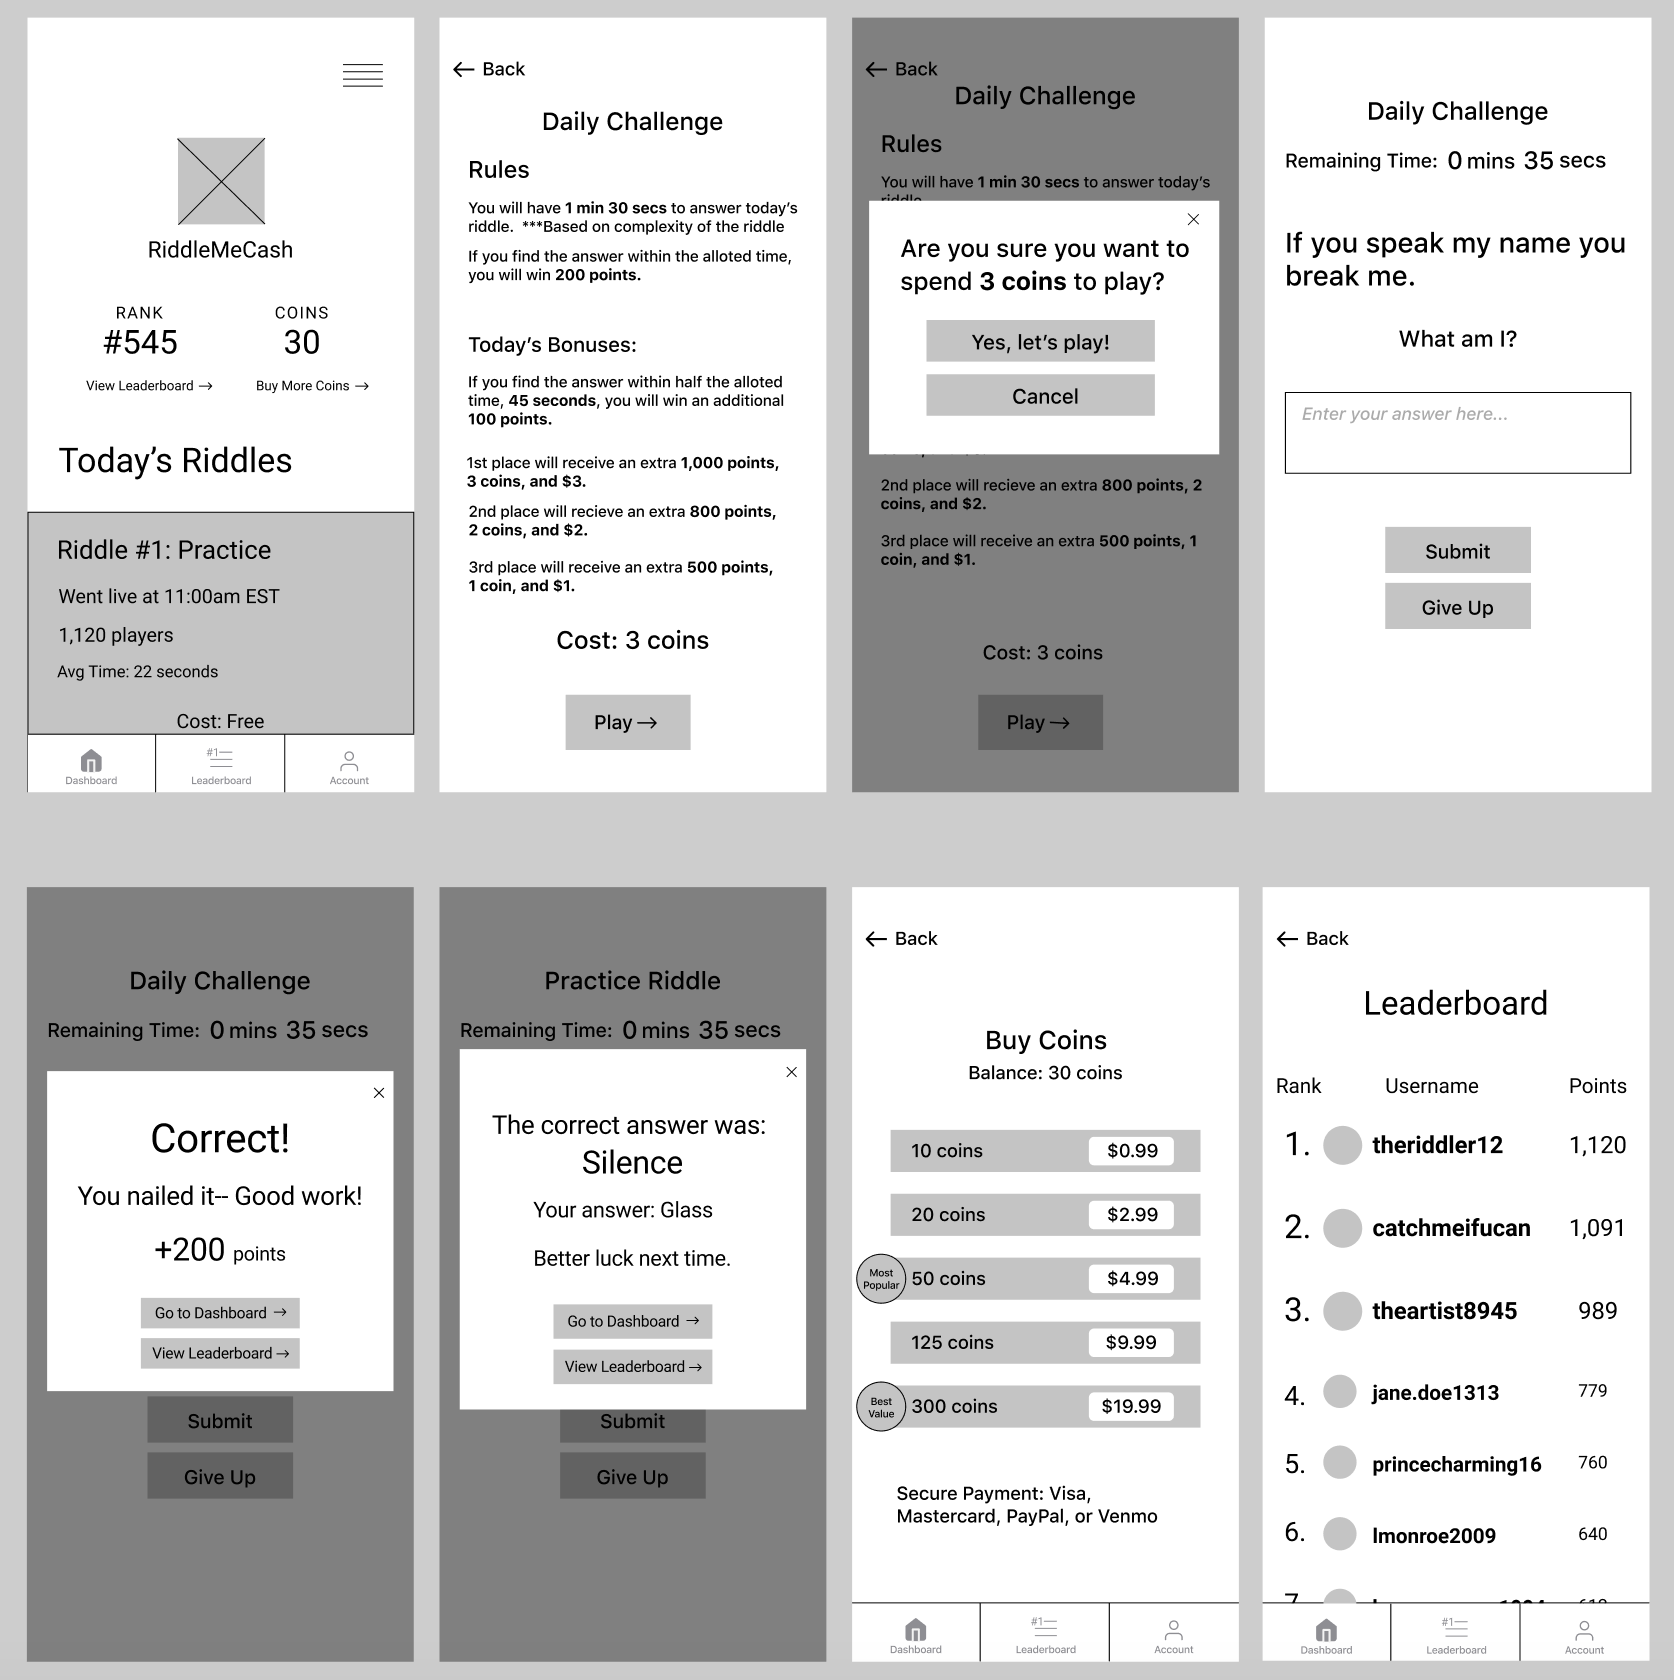 RiddleMeCash
RANK
#545
View Leaderboard →
COINS
30
Buy More Coins →
Today's Riddles
Riddle #1: Practice
Went live at 11:00am EST
1,120 players
Avg Time: 22 seconds
Cost: Free
Dashboard
#1
Leaderboard
Account
← Back
Daily Challenge
Rules
You will have 1 min 30 secs to answer today's
riddle.  ***Based on complexity of the riddle
If you find the answer within the alloted time,
you will win 200 points.
Today's Bonuses:
If you find the answer within half the alloted
time, 45 seconds, you will win an additional
100 points.
1st place will receive an extra 1,000 points,
3 coins, and $3.
2nd place will recieve an extra 800 points,
2 coins, and $2.
3rd place will receive an extra 500 points,
1 coin, and $1.
Cost: 3 coins
Play →
← Back
Daily Challenge
Rules
You will have 1 min 30 secs to answer today's
riddle
Are you sure you want to
spend 3 coins to play?
Yes, let's play!
Cancel
2nd place will recieve an extra 800 points, 2
coins, and $2.
3rd place will receive an extra 500 points, 1
coin, and $1.
Cost: 3 coins
Play →
Daily Challenge
Remaining Time: 0 mins 35 secs
If you speak my name you
break me.
What am I?
Enter your answer here...
Submit
Give Up
Daily Challenge
Remaining Time: 0 mins 35 secs
Correct!
You nailed it-- Good work!
+200 points
Go to Dashboard →
View Leaderboard →
Submit
Give Up
Practice Riddle
Remaining Time: 0 mins 35 secs
The correct answer was:
Silence
Your answer: Glass
Better luck next time.
Go to Dashboard →
View Leaderboard →
Submit
Give Up
← Back
Buy Coins
Balance: 30 coins
10 coins $0.99
20 coins $2.99
Most
Popular
50 coins $4.99
125 coins $9.99
Best
Value
300 coins $19.99
Secure Payment: Visa,
Mastercard, PayPal, or Venmo
Dashboard
#1
Leaderboard
Account
← Back
Leaderboard
Rank Username Points
1. theriddler12 1,120
2. catchmeifucan 1,091
3. theartist8945 989
4. jane.doe1313 779
5. princecharming16 760
6. lmonroe2009 640
7.
Dashboard
#1
Leaderboard
Account